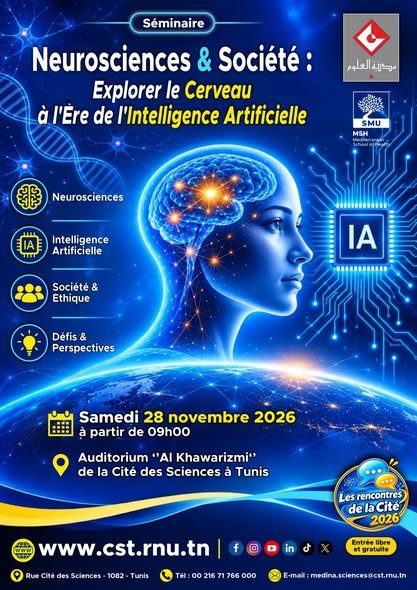 Séminaire
Neurosciences & Société :
Explorer le Cerveau
à l'Ère de l'Intelligence Artificielle
مدينة العلوم
SMU
MSH
Mediterranean
School of Health
Neurosciences
Intelligence
Artificielle
Société &
Ethique
Défis &
Perspectives
IA
IA
Samedi 28 novembre 2026
à partir de 09h00
Auditorium ‘‘Al Khawarizmi’’
de la Cité des Sciences à Tunis
Les rencontres
de la Cité
2026
www.cst.rnu.tn
Entrée libre
et gratuite
Rue Cité des Sciences - 1082 - Tunis
Tél : 00 216 71 766 000
E-mail : medina.sciences@cst.rnu.tn